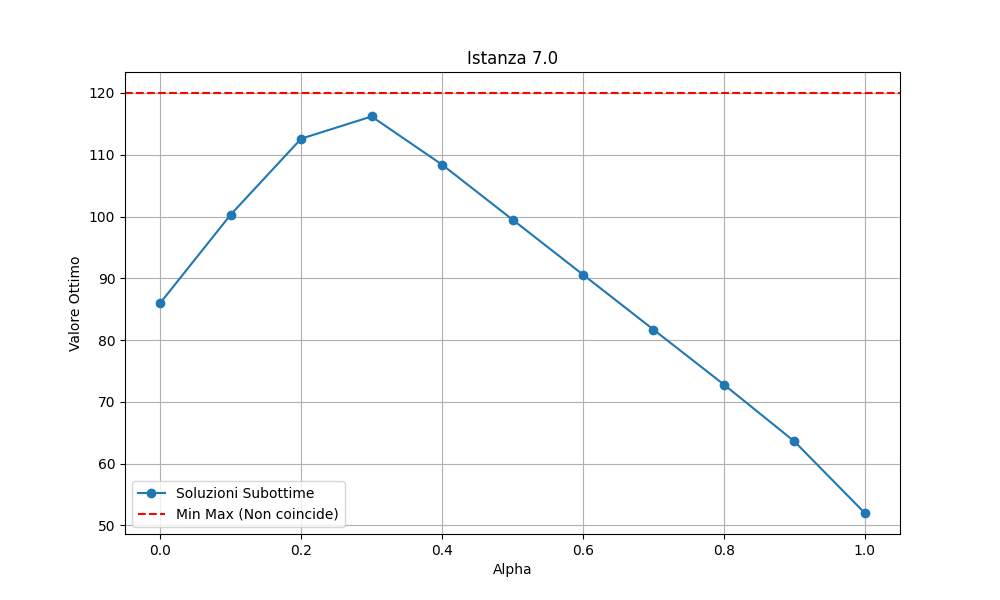 Istanza 7.0
Valore Ottimo
120
110
100
90
80
70
60
50
Soluzioni Subottime
Min Max (Non coincide)
0.0 0.2 0.4 0.6 0.8 1.0
Alpha